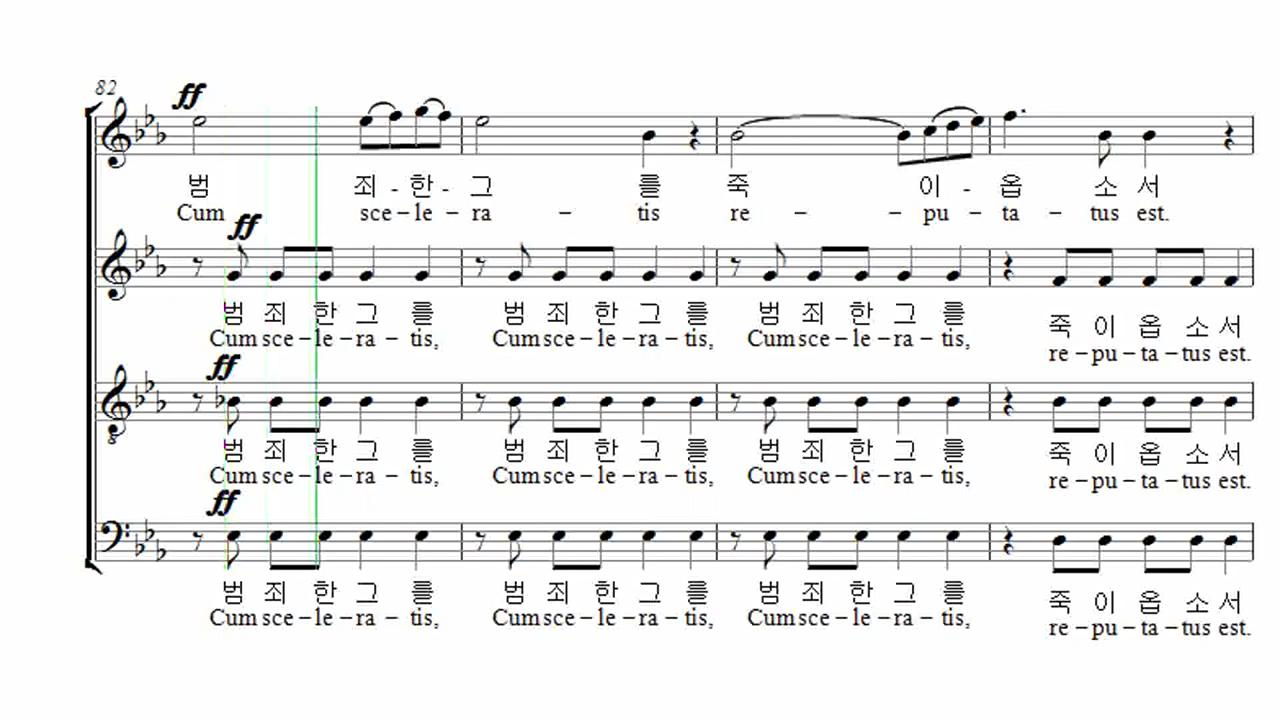 82
ff
범 죄 - 한 - 그 를 죽 이 - 옵 소 서
Cum sce – le – ra – tis re – – pu – ta – tus est.
ff
범 죄 한 그 를 범 죄 한 그 를 범 죄 한 그 를 죽 이 옵 소 서
Cum sce – le – ra – tis, Cum sce – le – ra – tis, Cum sce – le – ra – tis, re – pu – ta – tus est.
ff
8
범 죄 한 그 를 범 죄 한 그 를 범 죄 한 그 를 죽 이 옵 소 서
Cum sce – le – ra – tis, Cum sce – le – ra – tis, Cum sce – le – ra – tis, re – pu – ta – tus est.
ff
범 죄 한 그 를 범 죄 한 그 를 범 죄 한 그 를 죽 이 옵 소 서
Cum sce – le – ra – tis, Cum sce – le – ra – tis, Cum sce – le – ra – tis, re – pu – ta – tus est.